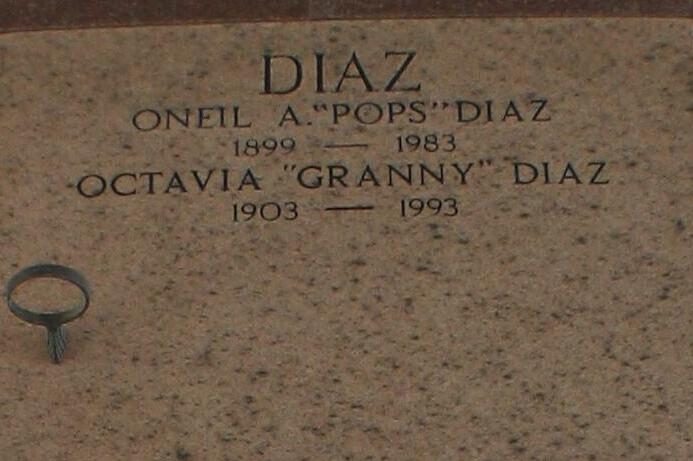 DIAZ
ONEIL A. "POPS" DIAZ
1899 — 1983
OCTAVIA "GRANNY" DIAZ
1903 — 1993